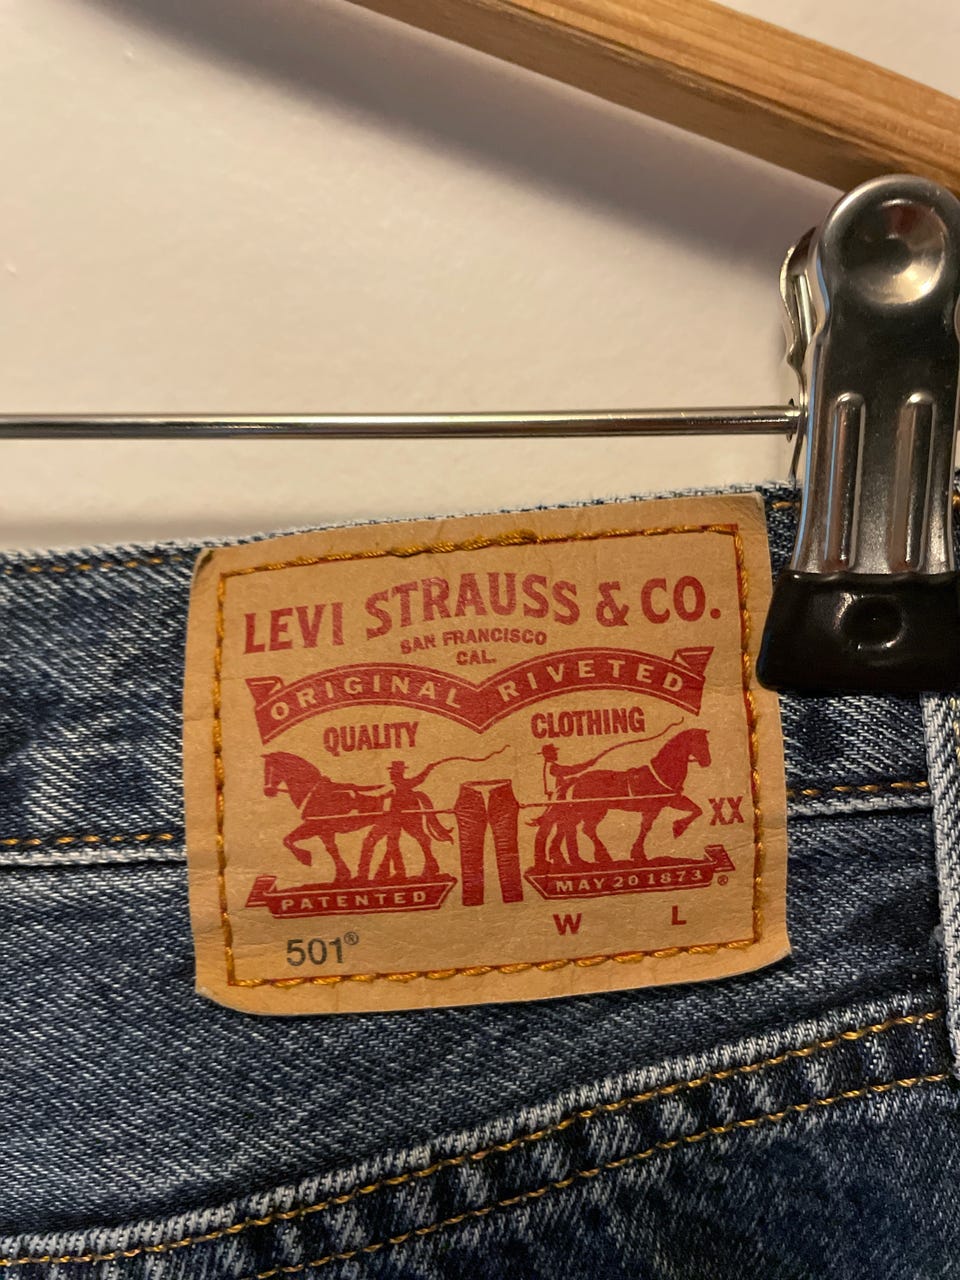 LEVI STRAUSS & CO.
SAN FRANCISCO
CAL.
ORIGINAL RIVETED
QUALITY CLOTHING
XX
PATENTED MAY 20 1873 ®
W L
501®